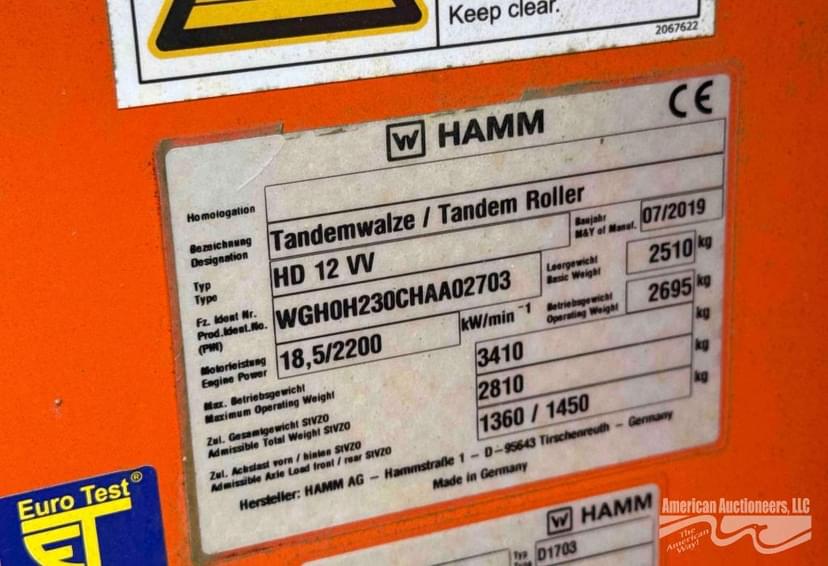 Keep clear.
2067622
HAMM
CE
Homologation
Bezeichnung
Designation
Tandemwalze / Tandem Roller
Typ
Type
HD 12 VV
Baujahr
M&Y of Manuf.
07/2019
Fz. Ident Nr.
Prod.Ident.No.
(PIN)
WGH0H230CHAA02703
Leergewicht
Basic Weight
2510 kg
Motorleistung
Engine Power
18,5/2200 kW/min⁻¹
Betriebsgewicht
Operating Weight
2695 kg
Max. Betriebsgewicht
Maximum Operating Weight
3410 kg
Zul. Gesamtgewicht StVZO
Admissible Total Weight StVZO
2810 kg
Zul. Achslast vorn / hinten StVZO
Admissible Axle Load front / rear StVZO
1360 / 1450 kg
Hersteller: HAMM AG – Hammstraße 1 – D–95643 Tirschenreuth – Germany
Made in Germany
Euro Test®
ET
HAMM
Typ
D1703
American Auctioneers, LLC
The American Way!